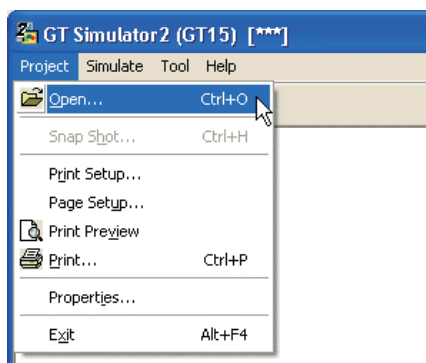 GT Simulator2 (GT15) [***]
Project Simulate Tool Help
Open... Ctrl+O
Snap Shot... Ctrl+H
Print Setup...
Page Setup...
Print Preview
Print... Ctrl+P
Properties...
Exit Alt+F4